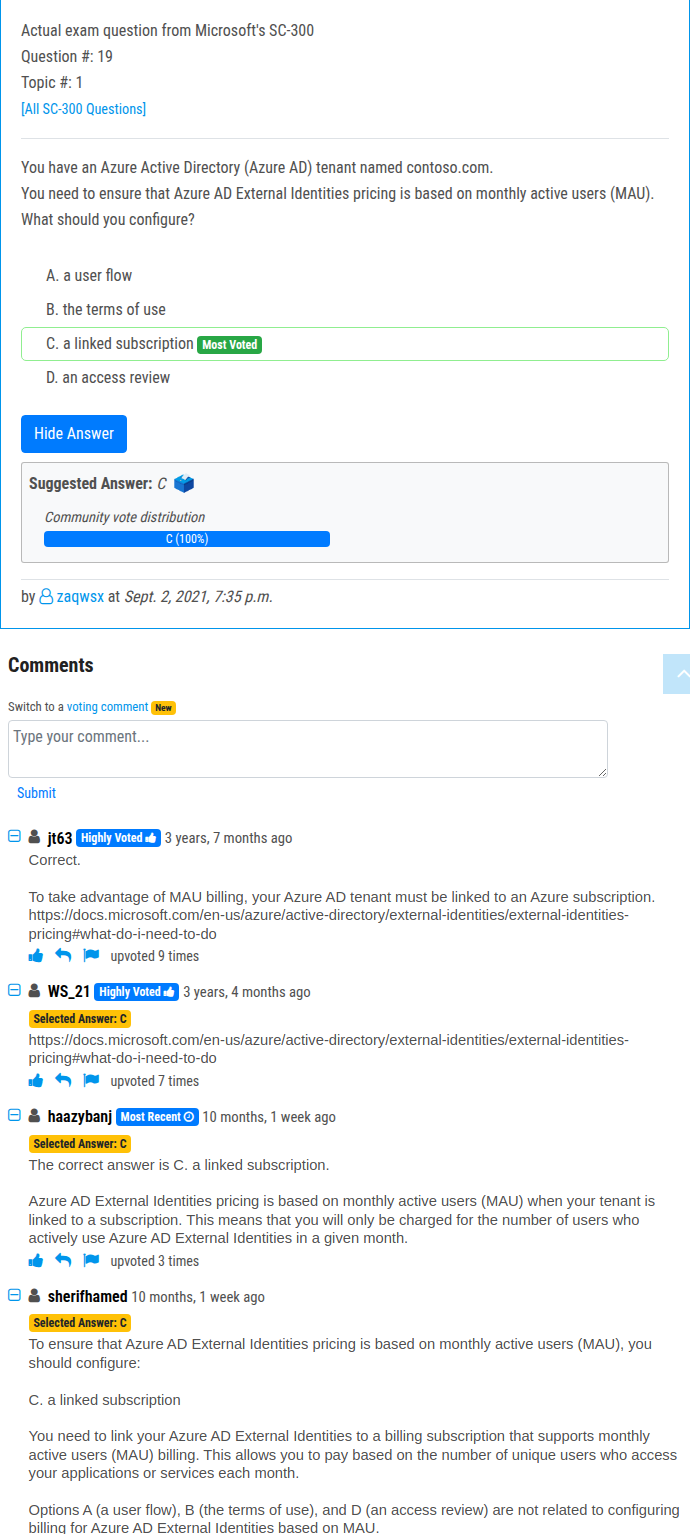 Actual exam question from Microsoft's SC-300
Question #: 19
Topic #: 1
[All SC-300 Questions]
You have an Azure Active Directory (Azure AD) tenant named contoso.com.
You need to ensure that Azure AD External Identities pricing is based on monthly active users (MAU).
What should you configure?
A. a user flow
B. the terms of use
C. a linked subscription Most Voted
D. an access review
Hide Answer
Suggested Answer: C
Community vote distribution
C (100%)
by zaqwsx at Sept. 2, 2021, 7:35 p.m.
Comments
Switch to a voting comment New
Type your comment...
Submit
jt63 Highly Voted 3 years, 7 months ago
Correct.
To take advantage of MAU billing, your Azure AD tenant must be linked to an Azure subscription.
https://docs.microsoft.com/en-us/azure/active-directory/external-identities/external-identities-
pricing#what-do-i-need-to-do
upvoted 9 times
WS_21 Highly Voted 3 years, 4 months ago
Selected Answer: C
https://docs.microsoft.com/en-us/azure/active-directory/external-identities/external-identities-
pricing#what-do-i-need-to-do
upvoted 7 times
haazybanj Most Recent 10 months, 1 week ago
Selected Answer: C
The correct answer is C. a linked subscription.
Azure AD External Identities pricing is based on monthly active users (MAU) when your tenant is
linked to a subscription. This means that you will only be charged for the number of users who
actively use Azure AD External Identities in a given month.
upvoted 3 times
sherifhamed 10 months, 1 week ago
Selected Answer: C
To ensure that Azure AD External Identities pricing is based on monthly active users (MAU), you
should configure:
C. a linked subscription
You need to link your Azure AD External Identities to a billing subscription that supports monthly
active users (MAU) billing. This allows you to pay based on the number of unique users who access
your applications or services each month.
Options A (a user flow), B (the terms of use), and D (an access review) are not related to configuring
billing for Azure AD External Identities based on MAU.